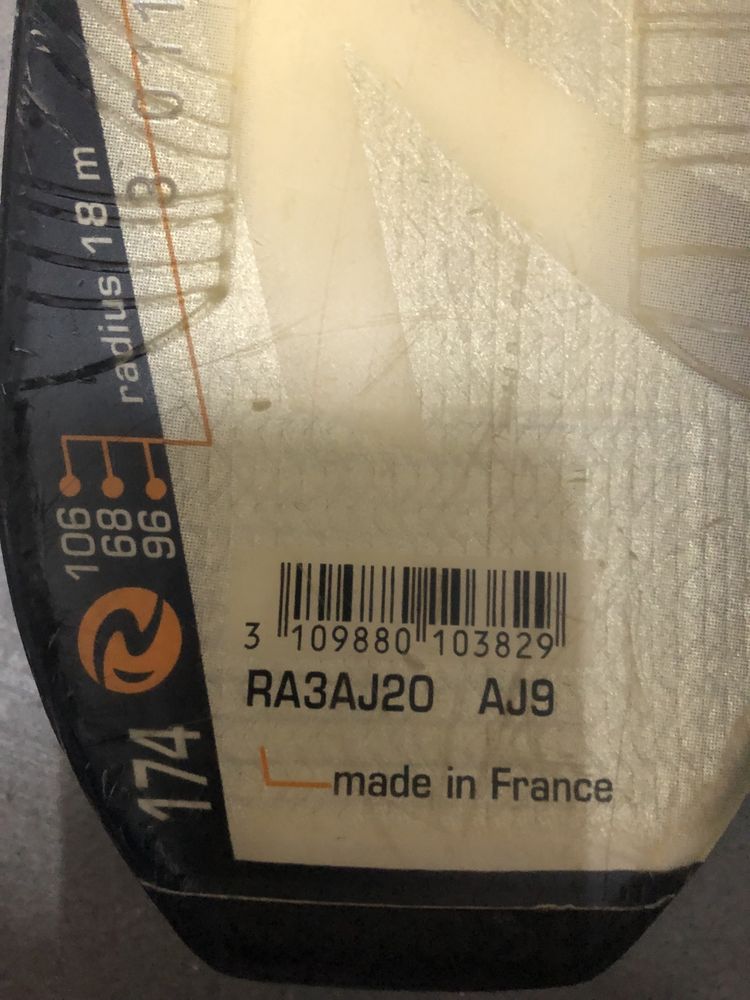 radius 18 m
106
68
96
174
3 109880 103829
RA3AJ20 AJ9
made in France